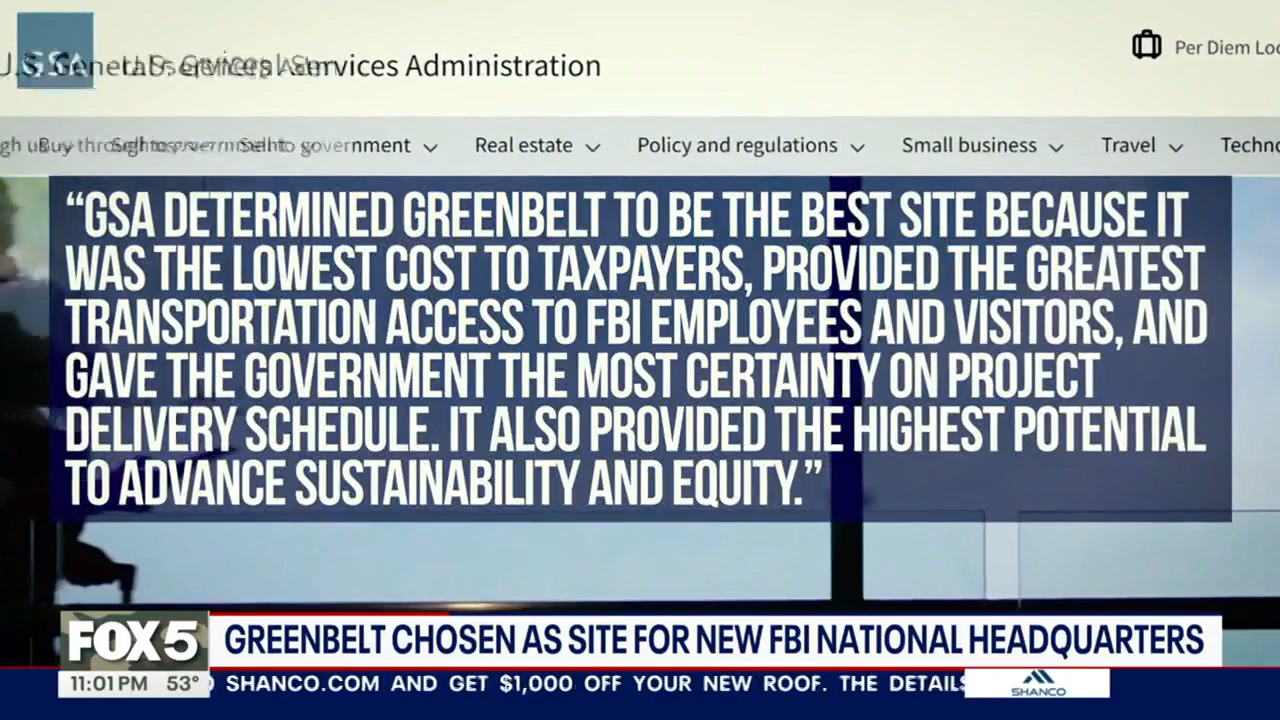 GSA
U.S. General Services Administration
Per Diem Loo
Sell to government
Real estate
Policy and regulations
Small business
Travel
Techno
“GSA DETERMINED GREENBELT TO BE THE BEST SITE BECAUSE IT
WAS THE LOWEST COST TO TAXPAYERS, PROVIDED THE GREATEST
TRANSPORTATION ACCESS TO FBI EMPLOYEES AND VISITORS, AND
GAVE THE GOVERNMENT THE MOST CERTAINTY ON PROJECT
DELIVERY SCHEDULE. IT ALSO PROVIDED THE HIGHEST POTENTIAL
TO ADVANCE SUSTAINABILITY AND EQUITY.”
FOX 5
GREENBELT CHOSEN AS SITE FOR NEW FBI NATIONAL HEADQUARTERS
11:01 PM 53°
SHANCO.COM AND GET $1,000 OFF YOUR NEW ROOF. THE DETAILS
SHANCO